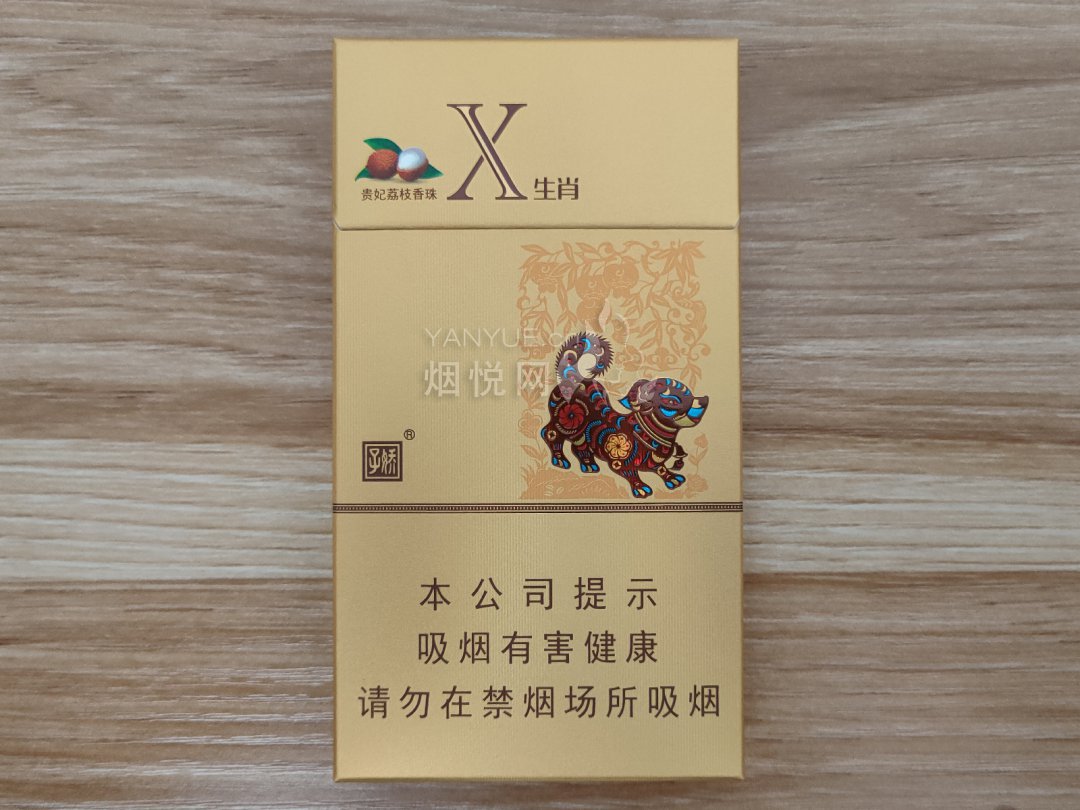 X 生肖
贵妃荔枝香珠
YANYUE.c
烟悦网
子娇®
本公司提示
吸烟有害健康
请勿在禁烟场所吸烟